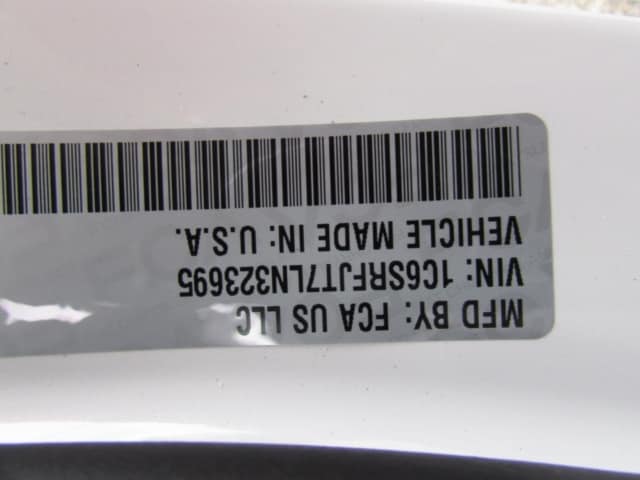 MFD BY: FCA US LLC
VIN: 1C6SRFJT7LN323695
VEHICLE MADE IN: U.S.A.